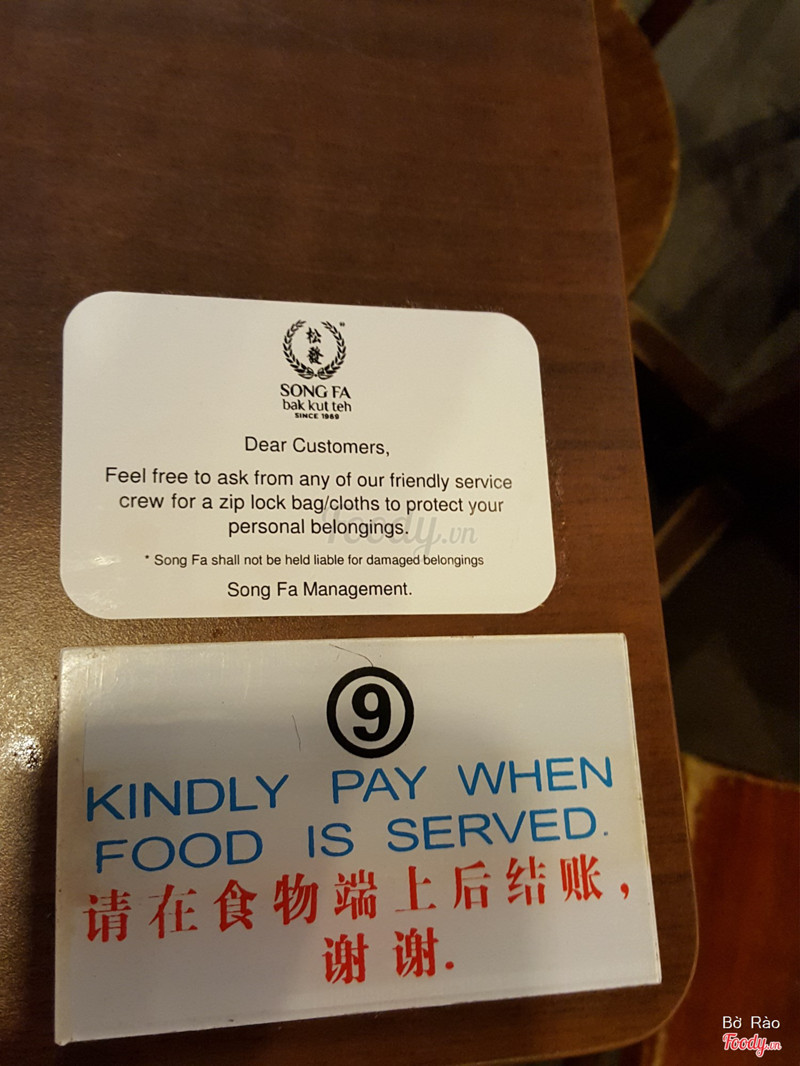 松
發
SONG FA
bak kut teh
SINCE 1969
Dear Customers,
Feel free to ask from any of our friendly service
crew for a zip lock bag/cloths to protect your
personal belongings.
Foody.vn
* Song Fa shall not be held liable for damaged belongings
Song Fa Management.
9
KINDLY PAY WHEN
FOOD IS SERVED.
请在食物端上后结账，
谢谢.
Bờ Rào
Foody.vn